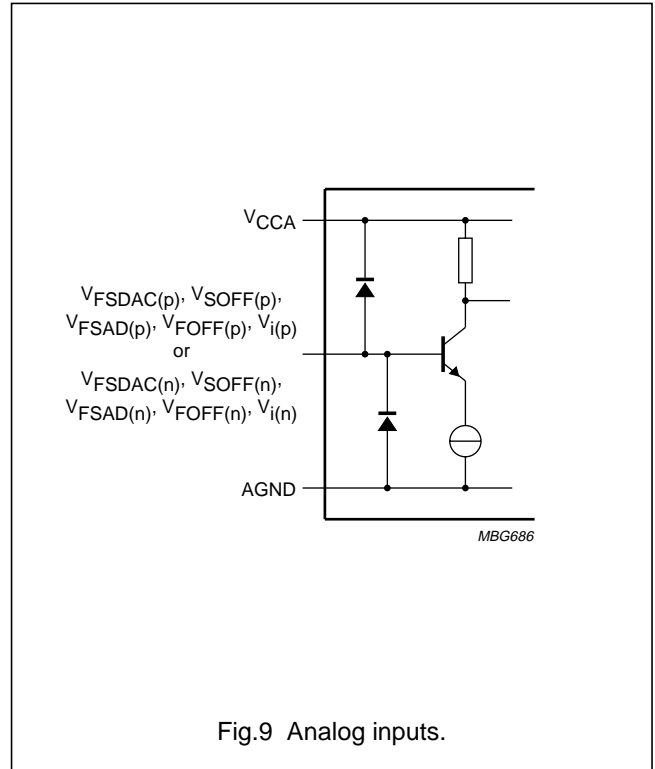 VCCA
VFSDAC(p), VSOFF(p),
VFSAD(p), VFOFF(p), Vi(p)
or
VFSDAC(n), VSOFF(n),
VFSAD(n), VFOFF(n), Vi(n)
AGND
MBG686
Fig.9 Analog inputs.